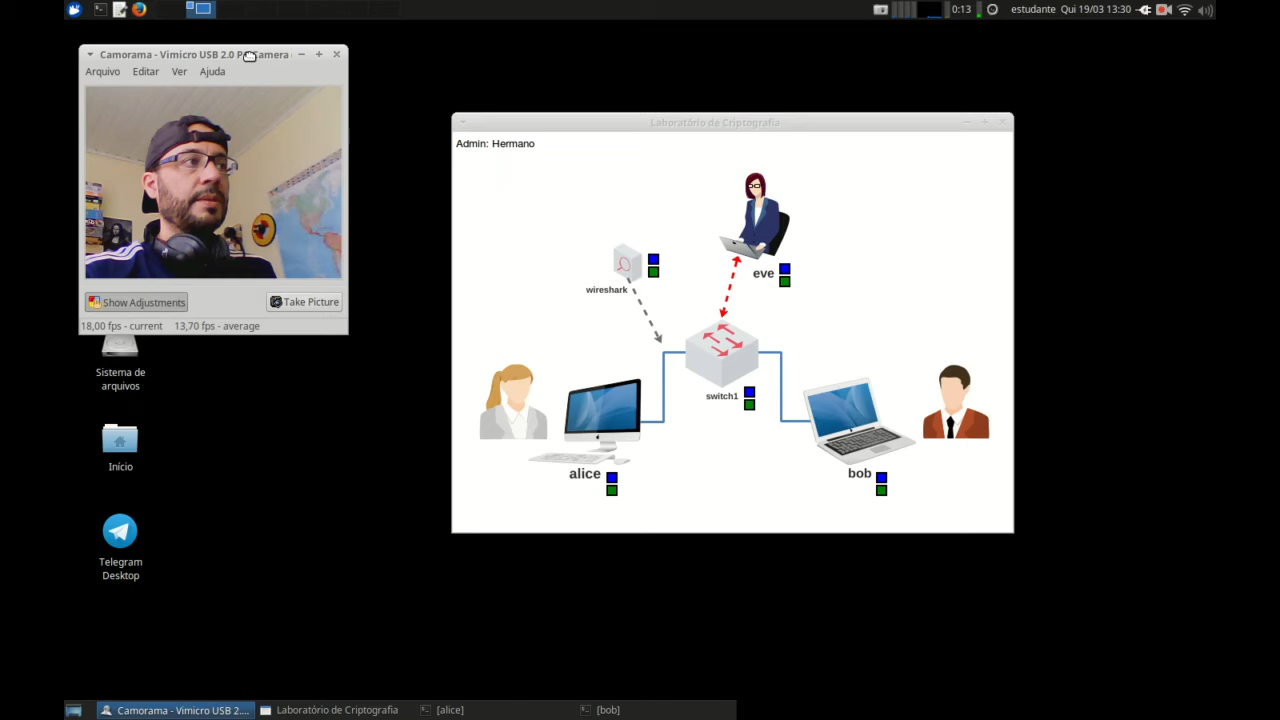 0:13 estudante Qui 19/03 13:30
Camorama - Vimicro USB 2.0 PC Camera
Arquivo Editar Ver Ajuda
Show Adjustments Take Picture
18,00 fps - current 13,70 fps - average
Laboratório de Criptografia
Admin: Hermano
eve
wireshark
switch1
alice
bob
Sistema de
arquivos
Início
Telegram
Desktop
Camorama - Vimicro USB 2.... Laboratório de Criptografia [alice] [bob]